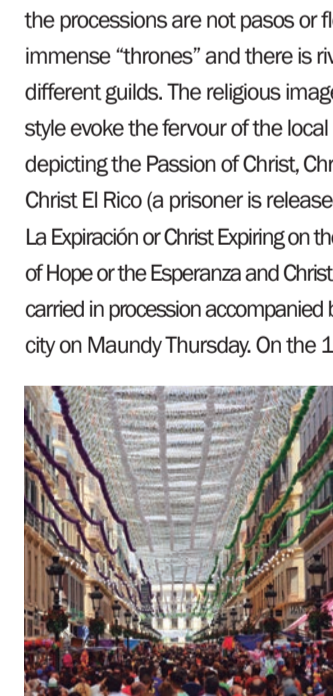 the processions are not pasos or
immense “thrones” and there is
different guilds. The religious
style evoke the fervour of the local
depicting the Passion of Christ,
Christ El Rico (a prisoner is
La Expiración or Christ Expiring on
of Hope or the Esperanza and Christ
carried in procession accompanied
city on Maundy Thursday. On the